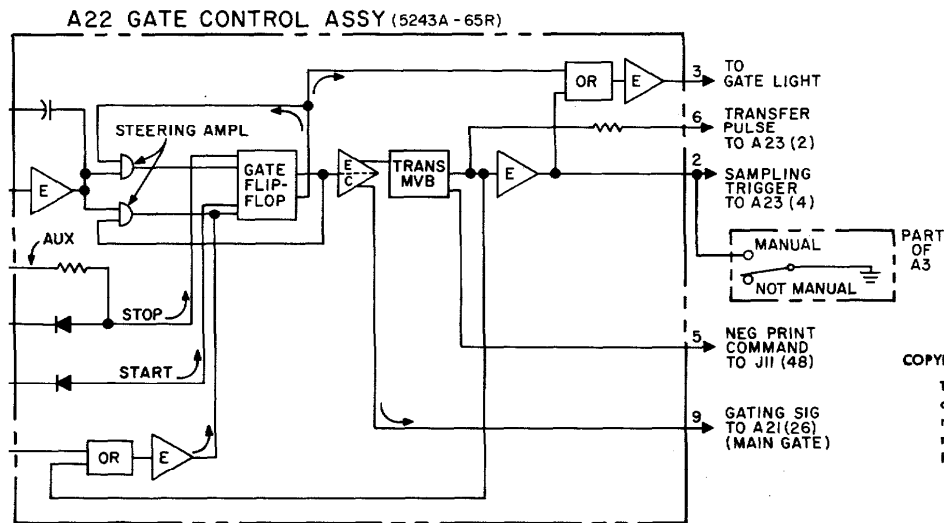 A22 GATE CONTROL ASSY (5243A-65R)
3 TO
GATE LIGHT
OR
E
6 TRANSFER
PULSE
TO A23 (2)
STEERING AMPL
GATE
FLIP-
FLOP
E
C
TRANS
MVB
E
2 SAMPLING
TRIGGER
TO A23 (4)
E
AUX
MANUAL
NOT MANUAL
PART
OF
A3
STOP
START
5 NEG PRINT
COMMAND
TO J11 (48)
9 GATING SIG
TO A21 (26)
(MAIN GATE)
OR
E